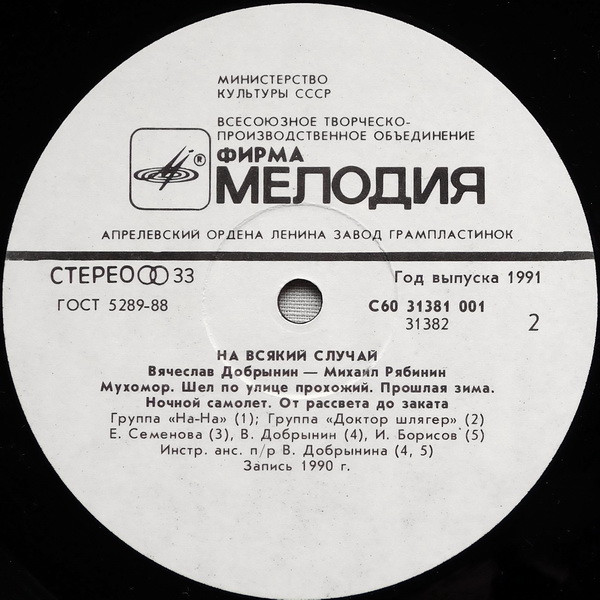 МИНИСТЕРСТВО
КУЛЬТУРЫ СССР
ВСЕСОЮЗНОЕ ТВОРЧЕСКО-
ПРОИЗВОДСТВЕННОЕ ОБЪЕДИНЕНИЕ
ФИРМА
®
МЕЛОДИЯ
АПРЕЛЕВСКИЙ ОРДЕНА ЛЕНИНА ЗАВОД ГРАМПЛАСТИНОК
СТЕРЕО 33
Год выпуска 1991
ГОСТ 5289-88
С60 31381 001
31382
2
НА ВСЯКИЙ СЛУЧАЙ
Вячеслав Добрынин — Михаил Рябинин
Мухомор. Шел по улице прохожий. Прошлая зима.
Ночной самолет. От рассвета до заката
Группа «На-На» (1); Группа «Доктор шлягер» (2)
Е. Семенова (3), В. Добрынин (4), И. Борисов (5)
Инстр. анс. п/р В. Добрынина (4, 5)
Запись 1990 г.